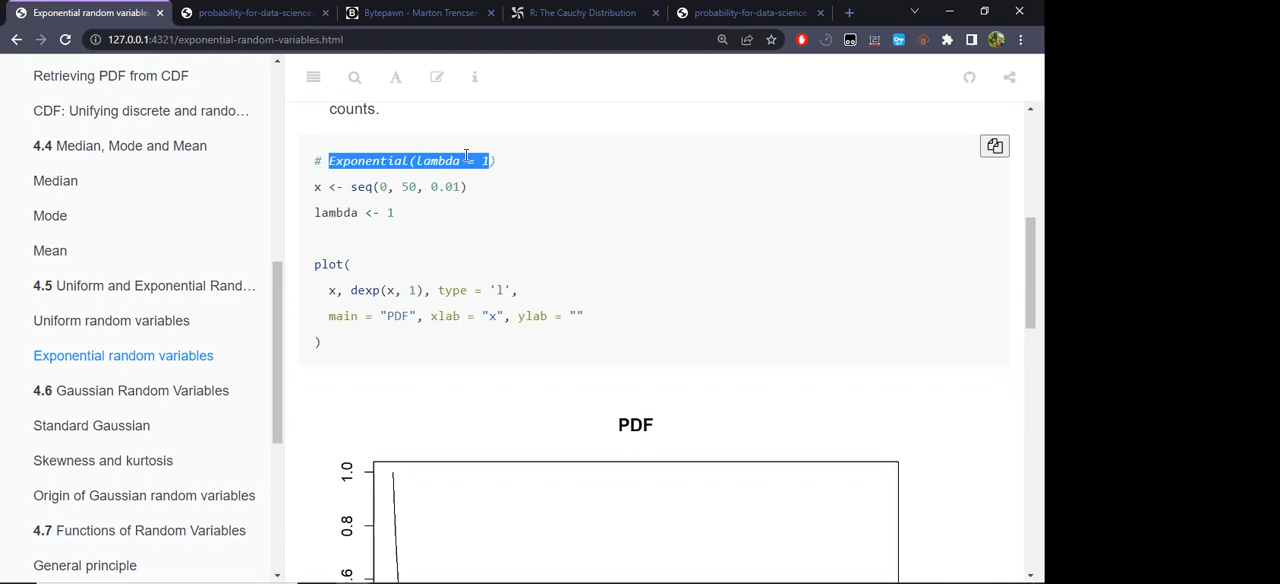 Exponential random variable
probability-for-data-science.
Bytepawn - Marton Trencser
R: The Cauchy Distribution
probability-for-data-science.
127.0.0.1:4321/exponential-random-variables.html
Retrieving PDF from CDF
CDF: Unifying discrete and rando…
4.4 Median, Mode and Mean
Median
Mode
Mean
4.5 Uniform and Exponential Rand…
Uniform random variables
Exponential random variables
4.6 Gaussian Random Variables
Standard Gaussian
Skewness and kurtosis
Origin of Gaussian random variables
4.7 Functions of Random Variables
General principle
counts.
# Exponential(lambda = 1)
x <- seq(0, 50, 0.01)
lambda <- 1
plot(
x, dexp(x, 1), type = 'l',
main = "PDF", xlab = "x", ylab = ""
)
PDF
1.0
0.8
.6